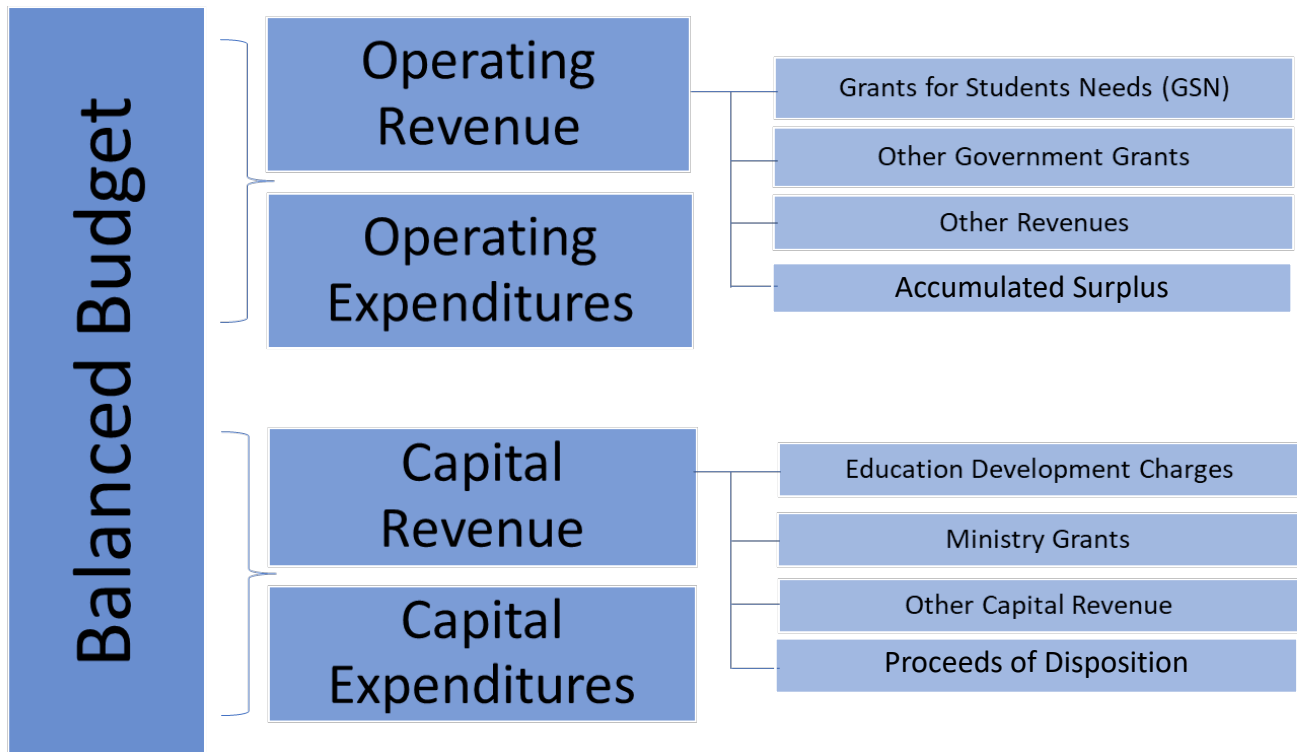 Balanced Budget
Operating
Revenue
Grants for Students Needs (GSN)
Other Government Grants
Other Revenues
Accumulated Surplus
Operating
Expenditures
Capital
Revenue
Education Development Charges
Ministry Grants
Other Capital Revenue
Proceeds of Disposition
Capital
Expenditures